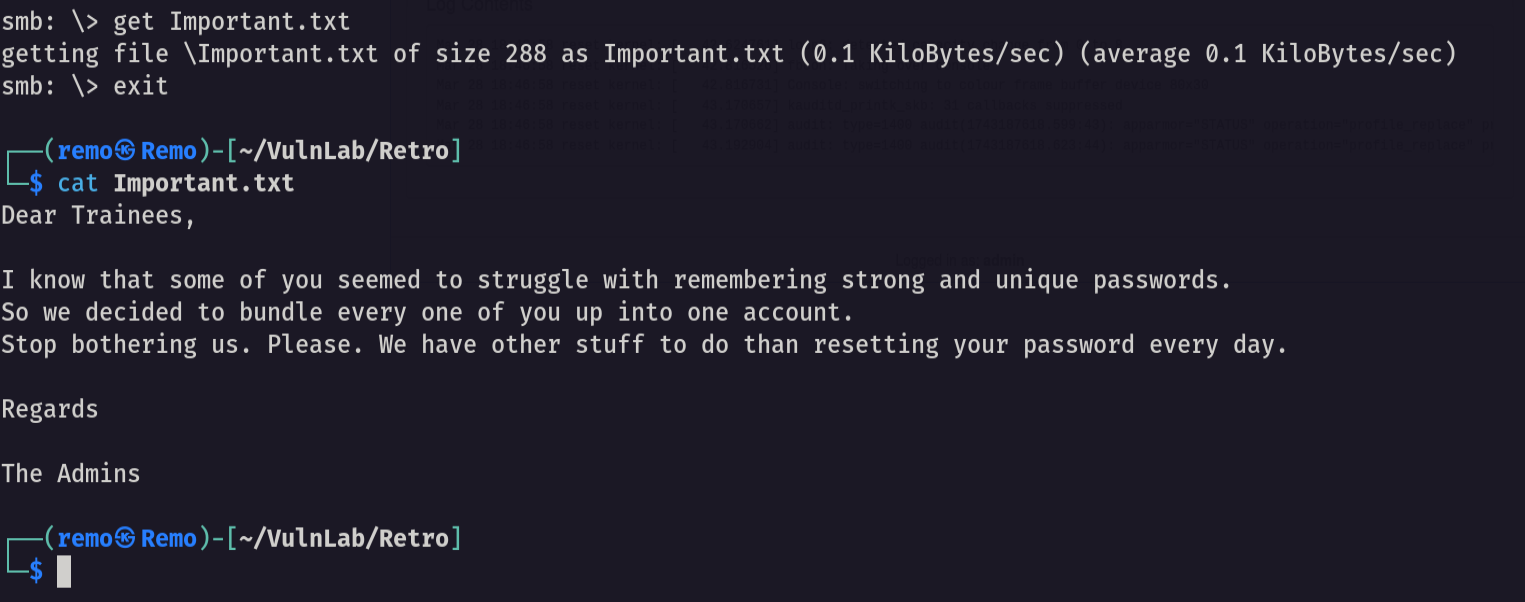 smb: \> get Important.txt
getting file \Important.txt of size 288 as Important.txt (0.1 KiloBytes/sec) (average 0.1 KiloBytes/sec)
smb: \> exit
┌──(remo㉿Remo)-[~/VulnLab/Retro]
└─$ cat Important.txt
Dear Trainees,
I know that some of you seemed to struggle with remembering strong and unique passwords.
So we decided to bundle every one of you up into one account.
Stop bothering us. Please. We have other stuff to do than resetting your password every day.
Regards
The Admins
┌──(remo㉿Remo)-[~/VulnLab/Retro]
└─$